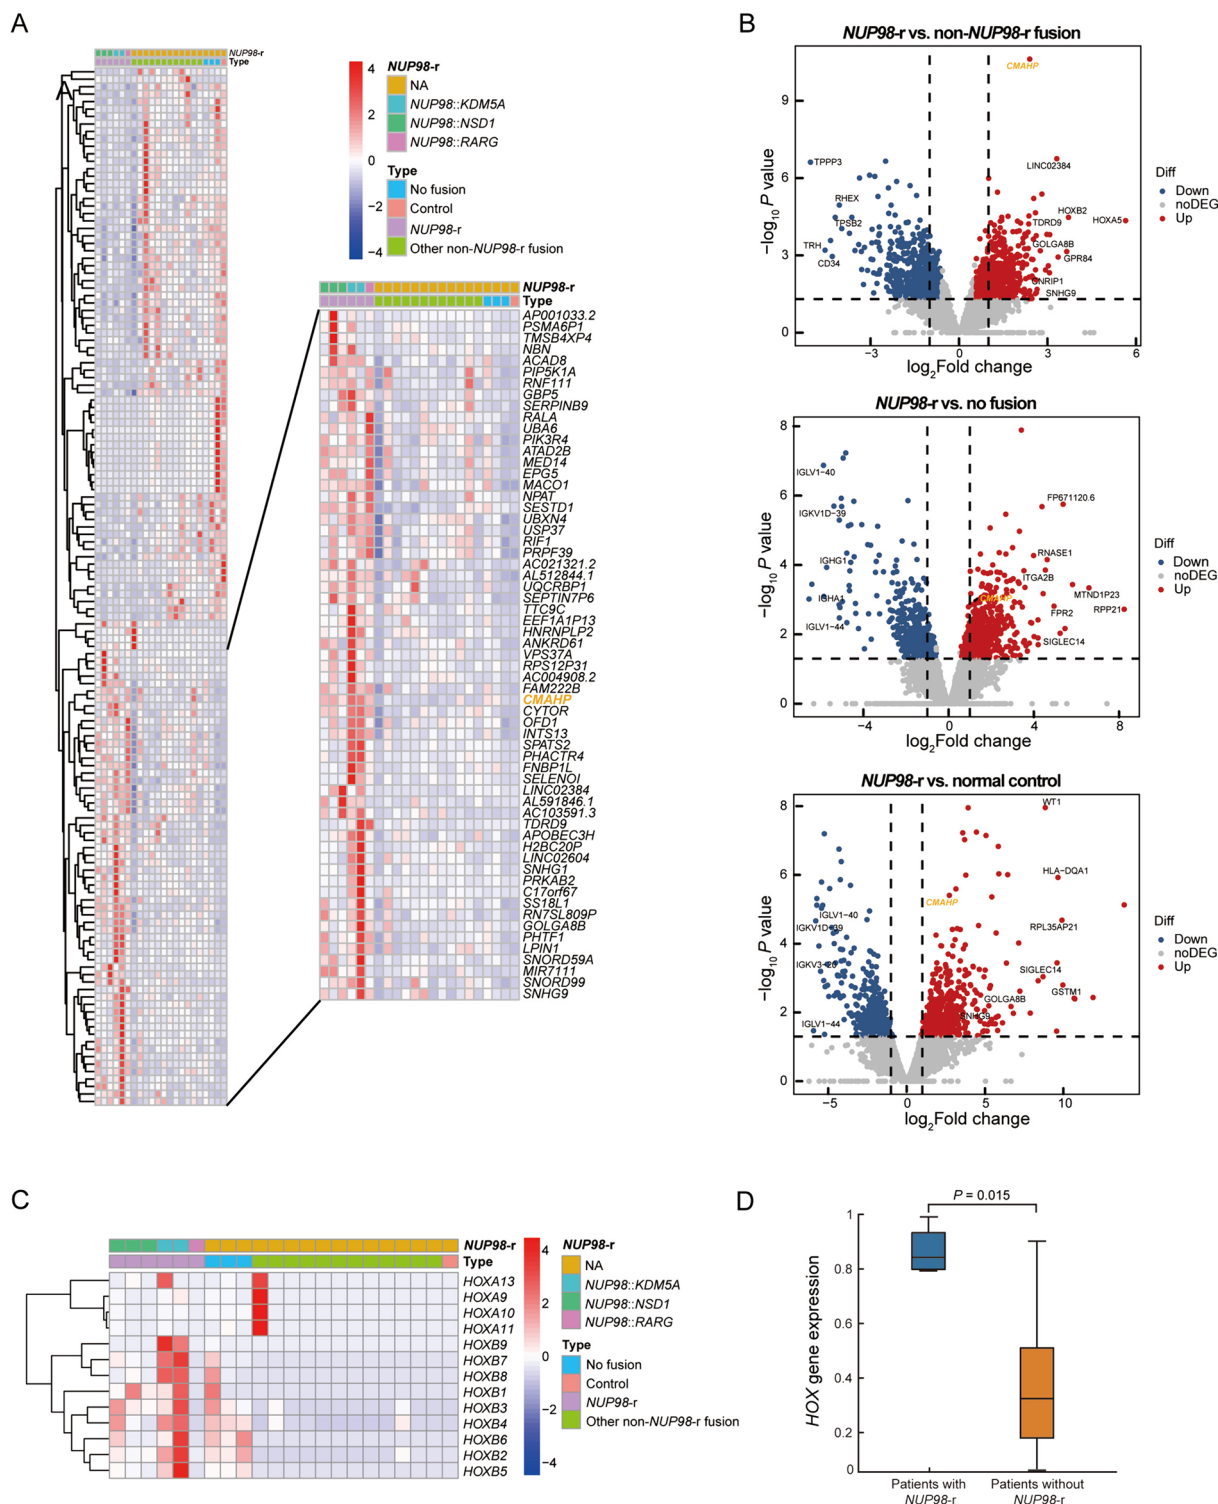 A
A
NUP98-r
Type
4
2
0
−2
−4
NUP98-r
NA
NUP98::KDM5A
NUP98::NSD1
NUP98::RARG
Type
No fusion
Control
NUP98-r
Other non-NUP98-r fusion
NUP98-r
Type
AP001033.2
PSMA6P1
TMSB4XP4
NBN
ACAD8
PIP5K1A
RNF111
GBP5
SERPINB9
RALA
UBA6
PIK3R4
ATAD2B
MED14
EPG5
MACO1
NPAT
SESTD1
UBXN4
USP37
RIF1
PRPF39
AC021321.2
AL512844.1
UQCRBP1
SEPTIN7P6
TTC9C
EEF1A1P13
HNRNPLP2
ANKRD61
VPS37A
RPS12P31
AC004908.2
FAM222B
CMAHP
CYTOR
OFD1
INTS13
SPATS2
PHACTR4
FNBP1L
SELENOI
LINC02384
AL591846.1
AC103591.3
TDRD9
APOBEC3H
H2BC20P
LINC02604
SNHG1
PRKAB2
C17orf67
SS18L1
RN7SL809P
GOLGA8B
PHTF1
LPIN1
SNORD59A
MIR7111
SNORD99
SNHG9
B
NUP98-r vs. non-NUP98-r fusion
−log10 P value
9
6
3
0
CMAHP
LINC02384
TPPP3
RHEX
TPSB2
TRH
CD34
HOXB2
TDRD9
HOXA5
GOLGA8B
GPR84
GNRIP1
SNHG9
−3
0
3
6
log2Fold change
Diff
Down
noDEG
Up
NUP98-r vs. no fusion
−log10 P value
8
6
4
2
0
IGLV1−40
IGKV1D−39
IGHG1
IGHA1
IGLV1−44
FP671120.6
RNASE1
ITGA2B
CMAHP
MTND1P23
FPR2
RPP21
SIGLEC14
−4
0
4
8
log2Fold change
Diff
Down
noDEG
Up
NUP98-r vs. normal control
−log10 P value
8
6
4
2
0
WT1
HLA−DQA1
CMAHP
IGLV1−40
IGKV1D−39
RPL35AP21
IGKV3−20
SIGLEC14
GSTM1
GOLGA8B
SNHG9
IGLV1−44
−5
0
5
10
log2Fold change
Diff
Down
noDEG
Up
C
NUP98-r
Type
HOXA13
HOXA9
HOXA10
HOXA11
HOXB9
HOXB7
HOXB8
HOXB1
HOXB3
HOXB4
HOXB6
HOXB2
HOXB5
4
2
0
−2
−4
NUP98-r
NA
NUP98::KDM5A
NUP98::NSD1
NUP98::RARG
Type
No fusion
Control
NUP98-r
Other non-NUP98-r fusion
D
P = 0.015
HOX gene expression
1
0.8
0.6
0.4
0.2
0
Patients with
NUP98-r
Patients without
NUP98-r